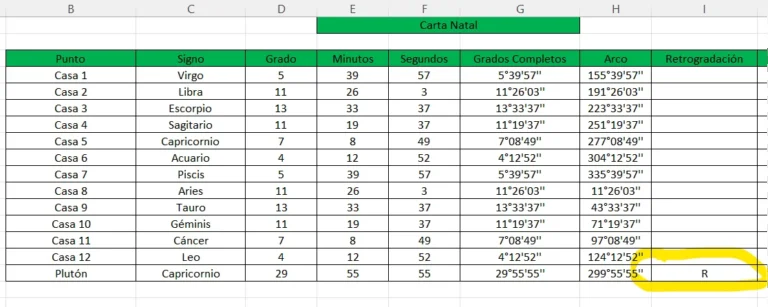 B C D E F G H I
Carta Natal
Punto Signo Grado Minutos Segundos Grados Completos Arco Retrogradación
Casa 1 Virgo 5 39 57 5°39'57'' 155°39'57''
Casa 2 Libra 11 26 3 11°26'03'' 191°26'03''
Casa 3 Escorpio 13 33 37 13°33'37'' 223°33'37''
Casa 4 Sagitario 11 19 37 11°19'37'' 251°19'37''
Casa 5 Capricornio 7 8 49 7°08'49'' 277°08'49''
Casa 6 Acuario 4 12 52 4°12'52'' 304°12'52''
Casa 7 Piscis 5 39 57 5°39'57'' 335°39'57''
Casa 8 Aries 11 26 3 11°26'03'' 11°26'03''
Casa 9 Tauro 13 33 37 13°33'37'' 43°33'37''
Casa 10 Géminis 11 19 37 11°19'37'' 71°19'37''
Casa 11 Cáncer 7 8 49 7°08'49'' 97°08'49''
Casa 12 Leo 4 12 52 4°12'52'' 124°12'52''
Plutón Capricornio 29 55 55 29°55'55'' 299°55'55'' R